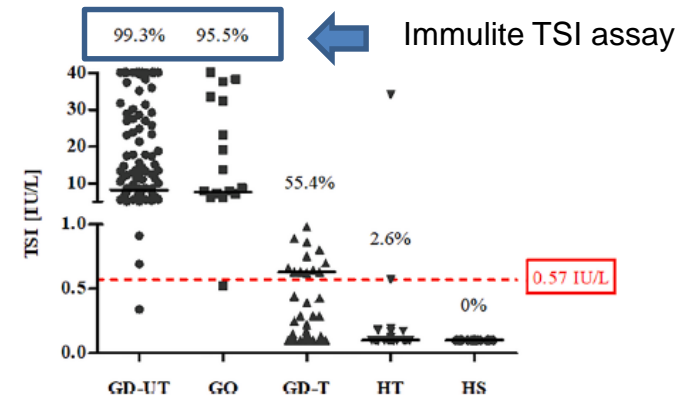 99.3% 95.5% Immulite TSI assay
40
30
20
10
55.4%
1.0
2.6%
0.57 IU/L
0.5
0%
0.0
TSI [IU/L]
GD-UT GO GD-T HT HS